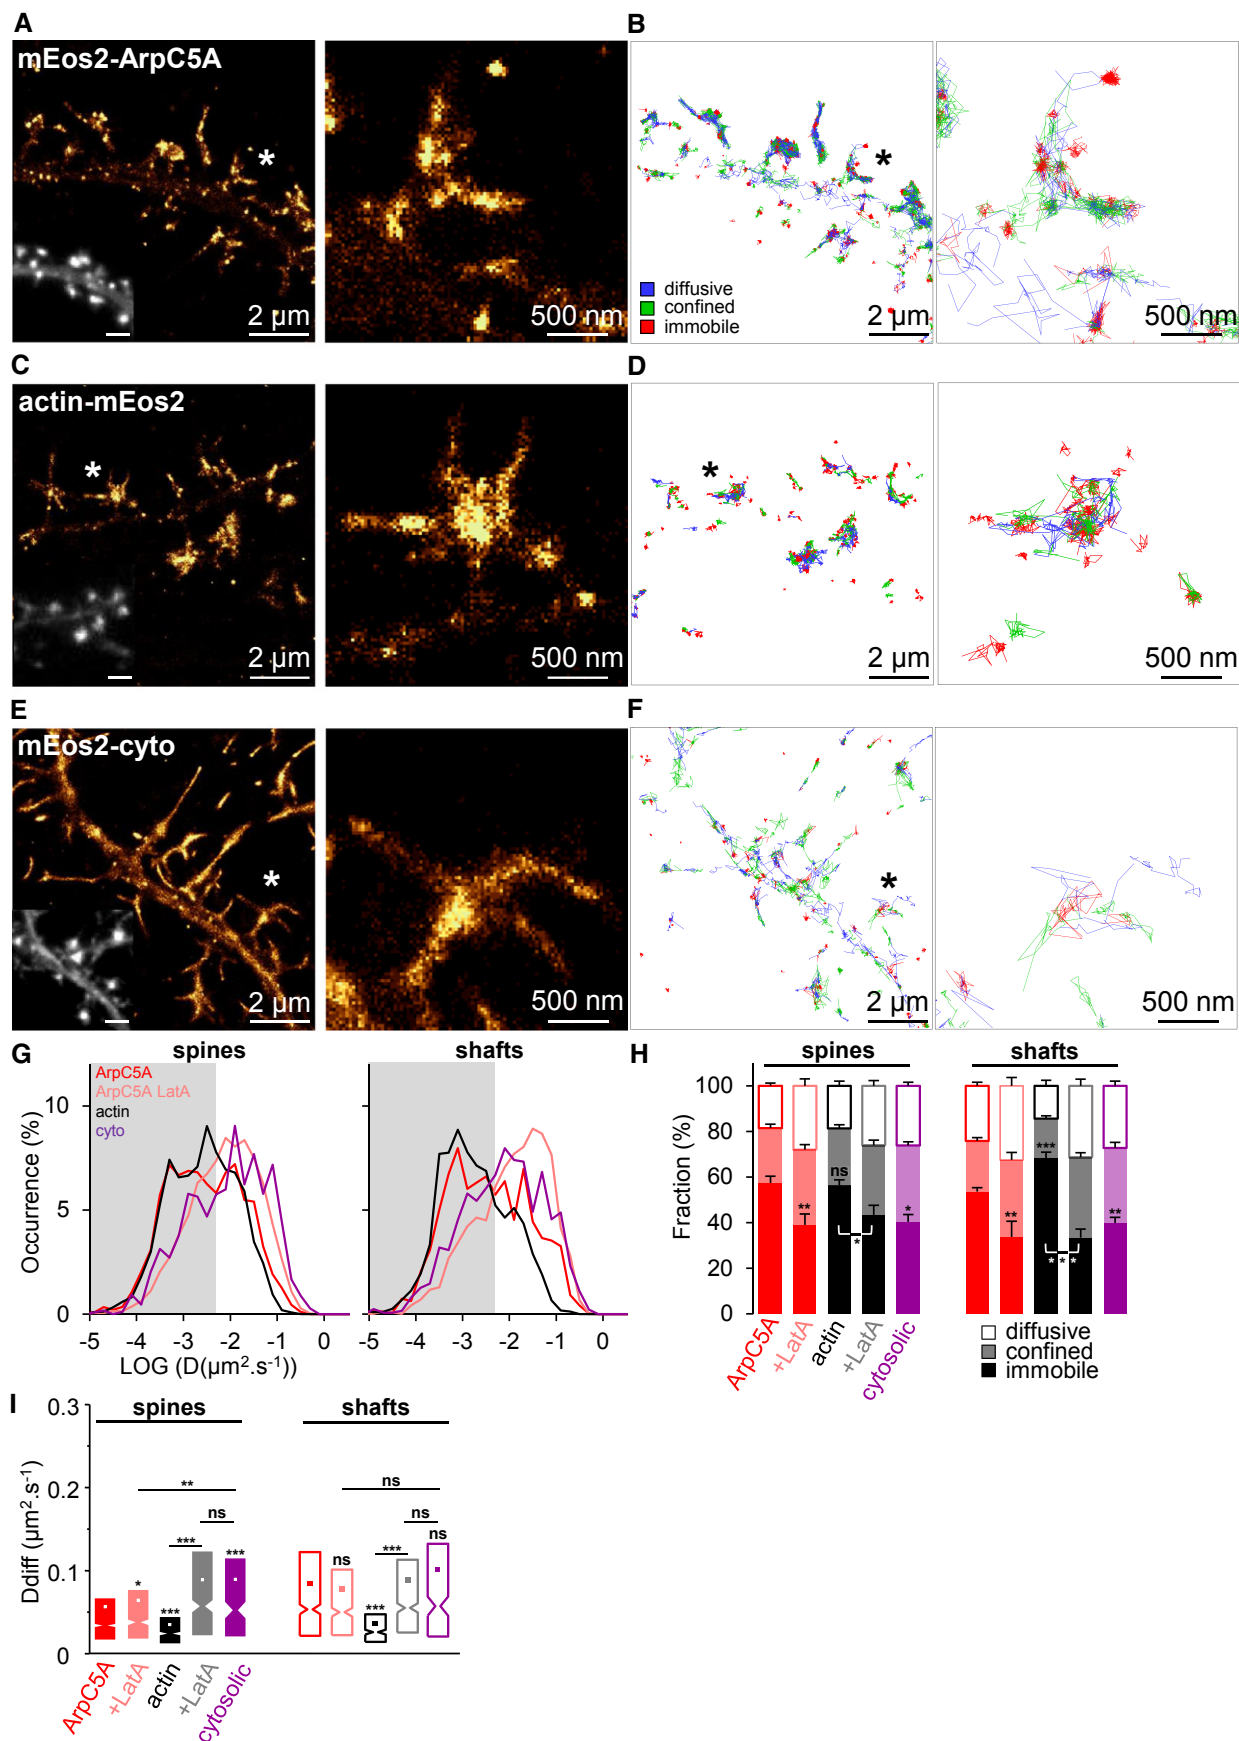 A
mEos2-ArpC5A
*
2 µm
500 nm
B
*
diffusive
confined
immobile
2 µm
500 nm
C
actin-mEos2
*
2 µm
500 nm
D
*
2 µm
500 nm
E
mEos2-cyto
*
2 µm
500 nm
F
*
2 µm
500 nm
G
spines
shafts
ArpC5A
ArpC5A LatA
actin
cyto
Occurrence (%)
10
5
0
-5 -4 -3 -2 -1 0
-5 -4 -3 -2 -1 0
LOG (D(µm².s⁻¹))
H
spines
shafts
Fraction (%)
100
80
60
40
20
0
** ns * * ** *** * * * **
ArpC5A
+LatA
actin
+LatA
cytosolic
diffusive
confined
immobile
I
spines
shafts
Ddiff (µm².s⁻¹)
0.3
0.2
0.1
0
**
ns
ns
ns
***
***
ns
ns
*
***
***
***
ArpC5A
+LatA
actin
+LatA
cytosolic